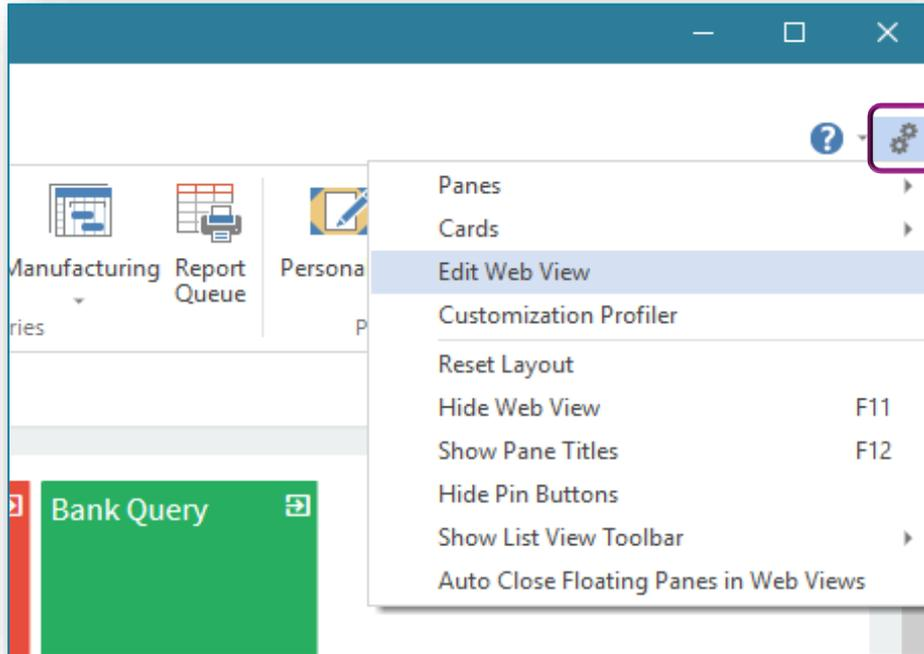 ?
Manufacturing
Report
Queue
Persona
ries
P
Panes
Cards
Edit Web View
Customization Profiler
Reset Layout
Hide Web View F11
Show Pane Titles F12
Hide Pin Buttons
Show List View Toolbar
Auto Close Floating Panes in Web Views
Bank Query